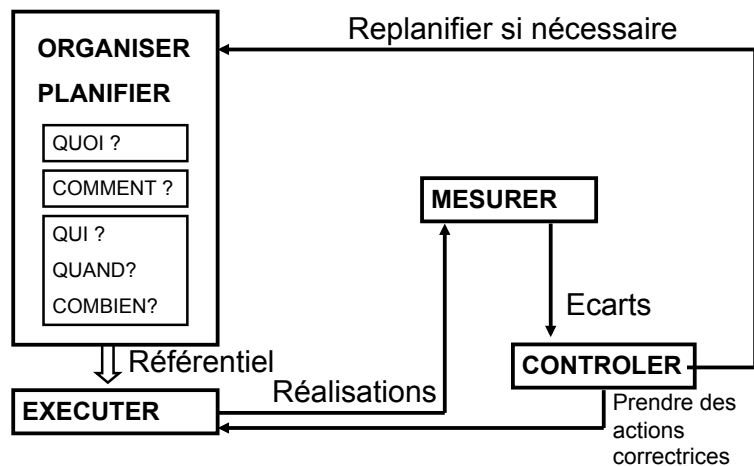 Replanifier si nécessaire
ORGANISER
PLANIFIER
QUOI ?
COMMENT ?
QUI ?
QUAND?
COMBIEN?
MESURER
Ecarts
Référentiel
CONTROLER
EXECUTER
Réalisations
Prendre des
actions
correctrices